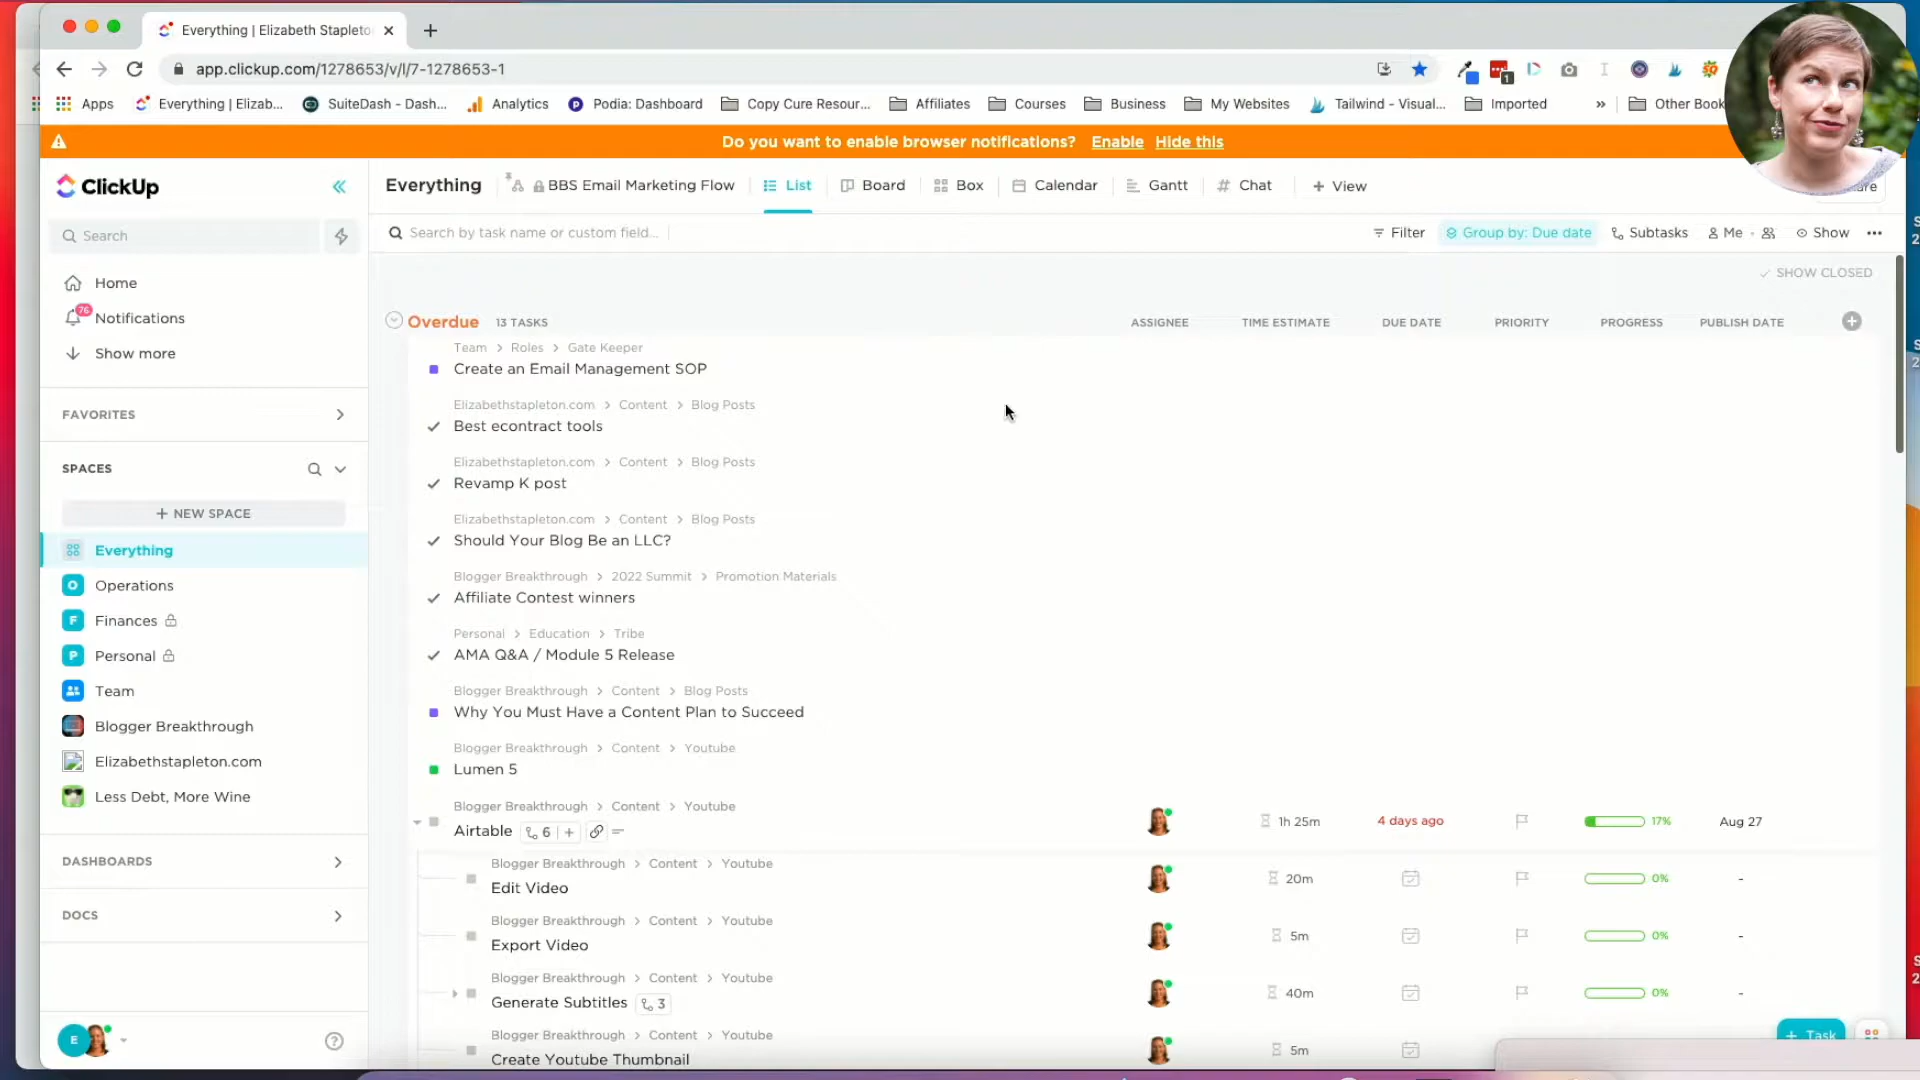 Everything | Elizabeth Stapleto
app.clickup.com/1278653/v/l/7-1278653-1
Apps Everything | Elizab... SuiteDash - Dash... Analytics Podia: Dashboard Copy Cure Resour... Affiliates Courses Business My Websites Tailwind - Visual... Imported » Other Book
Do you want to enable browser notifications? Enable Hide this
ClickUp
Everything BBS Email Marketing Flow List Board Box Calendar Gantt Chat + View
Search
Search by task name or custom field...
Filter Group by: Due date Subtasks Me Show
SHOW CLOSED
Home
76
Notifications
Show more
FAVORITES
SPACES
+ NEW SPACE
Everything
O Operations
F Finances
P Personal
Team
Blogger Breakthrough
Elizabethstapleton.com
Less Debt, More Wine
DASHBOARDS
DOCS
E
Overdue 13 TASKS ASSIGNEE TIME ESTIMATE DUE DATE PRIORITY PROGRESS PUBLISH DATE
Team > Roles > Gate Keeper
Create an Email Management SOP
Elizabethstapleton.com > Content > Blog Posts
Best econtract tools
Elizabethstapleton.com > Content > Blog Posts
Revamp K post
Elizabethstapleton.com > Content > Blog Posts
Should Your Blog Be an LLC?
Blogger Breakthrough > 2022 Summit > Promotion Materials
Affiliate Contest winners
Personal > Education > Tribe
AMA Q&A / Module 5 Release
Blogger Breakthrough > Content > Blog Posts
Why You Must Have a Content Plan to Succeed
Blogger Breakthrough > Content > Youtube
Lumen 5
Blogger Breakthrough > Content > Youtube
Airtable 6 + 1h 25m 4 days ago 17% Aug 27
Blogger Breakthrough > Content > Youtube
Edit Video 20m 0% -
Blogger Breakthrough > Content > Youtube
Export Video 5m 0% -
Blogger Breakthrough > Content > Youtube
Generate Subtitles 3 40m 0% -
Blogger Breakthrough > Content > Youtube
Create Youtube Thumbnail 5m
+ Task